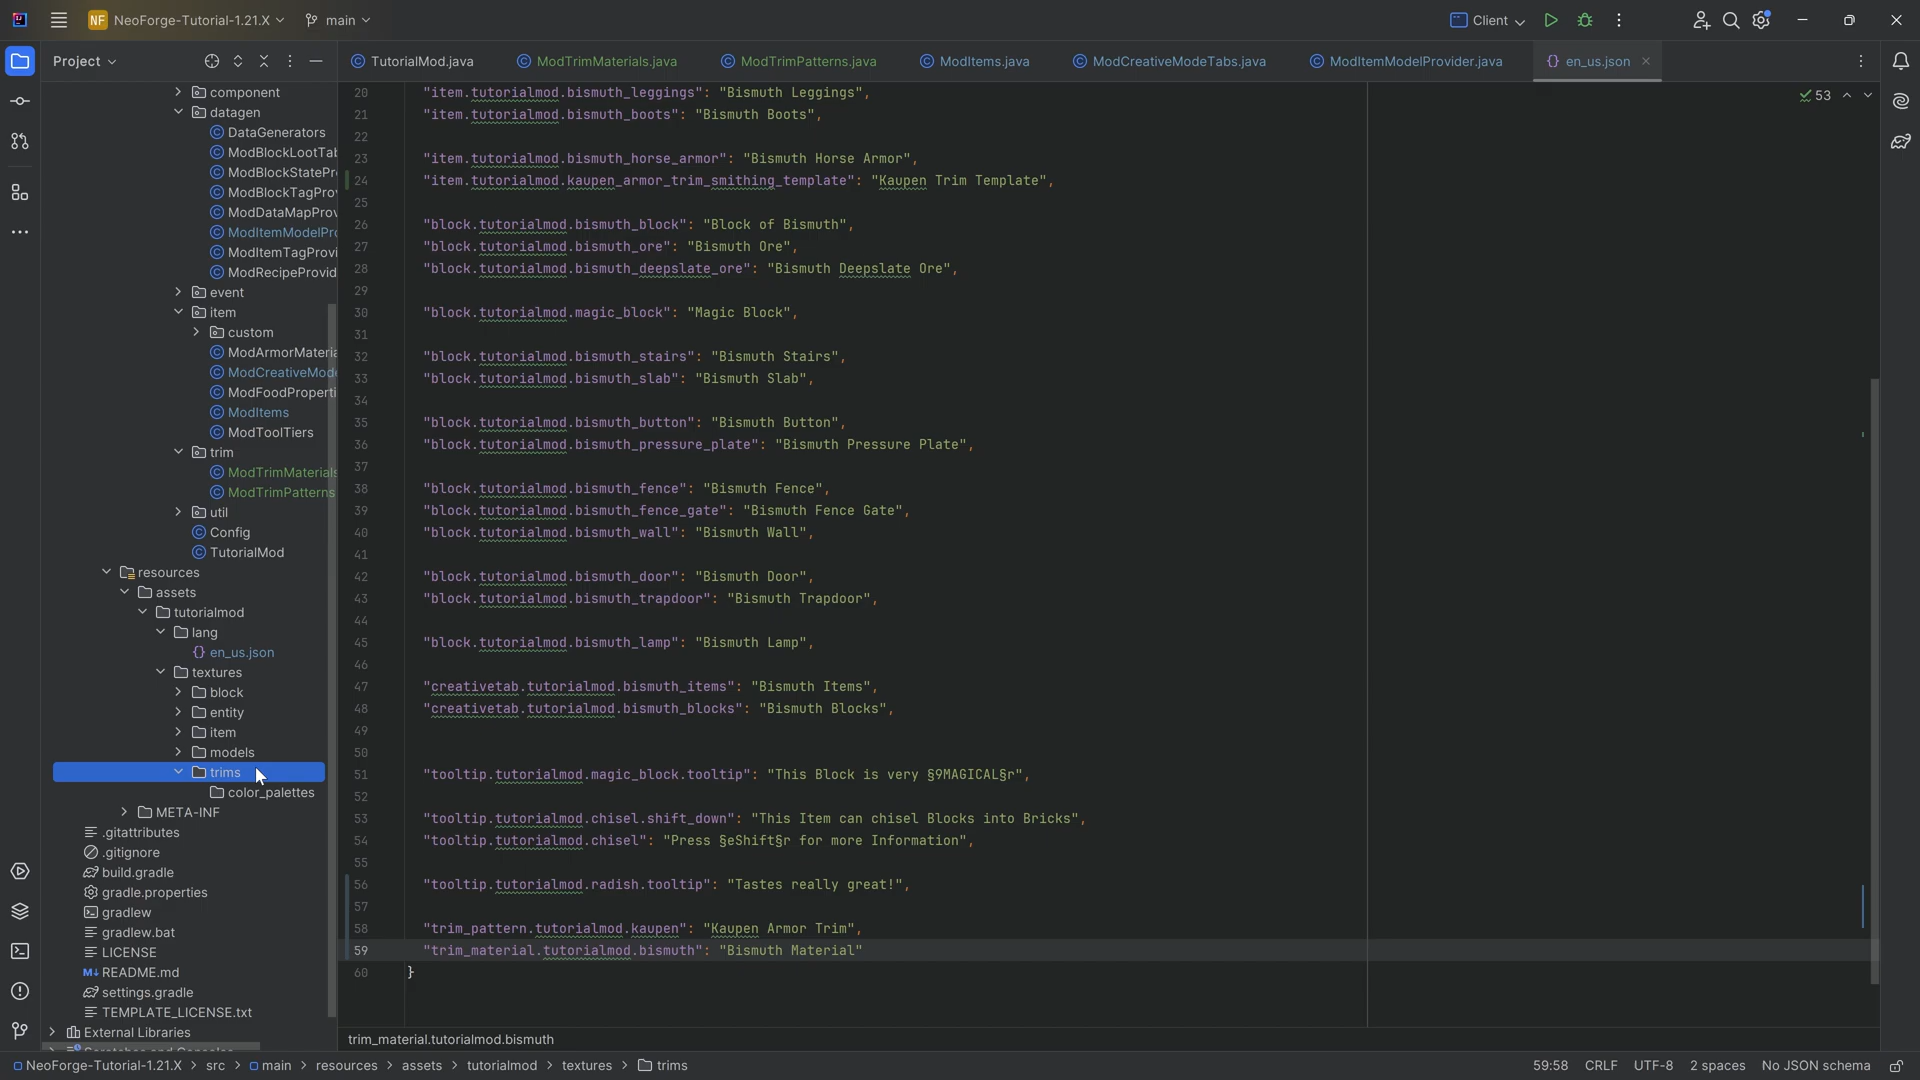 NF NeoForge-Tutorial-1.21.X main Client
Project
TutorialMod.java ModTrimMaterials.java ModTrimPatterns.java ModItems.java ModCreativeModeTabs.java ModItemModelProvider.java en_us.json
component
datagen
DataGenerators
ModBlockLootTab
ModBlockStatePr
ModBlockTagPro
ModDataMapProv
ModItemModelPr
ModItemTagProvi
ModRecipeProvid
event
item
custom
ModArmorMateria
ModCreativeMod
ModFoodProperti
ModItems
ModToolTiers
trim
ModTrimMaterials
ModTrimPatterns
util
Config
TutorialMod
resources
assets
tutorialmod
lang
en_us.json
textures
block
entity
item
models
trims
color_palettes
META-INF
.gitattributes
.gitignore
build.gradle
gradle.properties
gradlew
gradlew.bat
LICENSE
README.md
settings.gradle
TEMPLATE_LICENSE.txt
External Libraries
53
20 "item.tutorialmod.bismuth_leggings": "Bismuth Leggings",
21 "item.tutorialmod.bismuth_boots": "Bismuth Boots",
22
23 "item.tutorialmod.bismuth_horse_armor": "Bismuth Horse Armor",
24 "item.tutorialmod.kaupen_armor_trim_smithing_template": "Kaupen Trim Template",
25
26 "block.tutorialmod.bismuth_block": "Block of Bismuth",
27 "block.tutorialmod.bismuth_ore": "Bismuth Ore",
28 "block.tutorialmod.bismuth_deepslate_ore": "Bismuth Deepslate Ore",
29
30 "block.tutorialmod.magic_block": "Magic Block",
31
32 "block.tutorialmod.bismuth_stairs": "Bismuth Stairs",
33 "block.tutorialmod.bismuth_slab": "Bismuth Slab",
34
35 "block.tutorialmod.bismuth_button": "Bismuth Button",
36 "block.tutorialmod.bismuth_pressure_plate": "Bismuth Pressure Plate",
37
38 "block.tutorialmod.bismuth_fence": "Bismuth Fence",
39 "block.tutorialmod.bismuth_fence_gate": "Bismuth Fence Gate",
40 "block.tutorialmod.bismuth_wall": "Bismuth Wall",
41
42 "block.tutorialmod.bismuth_door": "Bismuth Door",
43 "block.tutorialmod.bismuth_trapdoor": "Bismuth Trapdoor",
44
45 "block.tutorialmod.bismuth_lamp": "Bismuth Lamp",
46
47 "creativetab.tutorialmod.bismuth_items": "Bismuth Items",
48 "creativetab.tutorialmod.bismuth_blocks": "Bismuth Blocks",
49
50
51 "tooltip.tutorialmod.magic_block.tooltip": "This Block is very §9MAGICAL§r",
52
53 "tooltip.tutorialmod.chisel.shift_down": "This Item can chisel Blocks into Bricks",
54 "tooltip.tutorialmod.chisel": "Press §eShift§r for more Information",
55
56 "tooltip.tutorialmod.radish.tooltip": "Tastes really great!",
57
58 "trim_pattern.tutorialmod.kaupen": "Kaupen Armor Trim",
59 "trim_material.tutorialmod.bismuth": "Bismuth Material"
60 }
trim_material.tutorialmod.bismuth
NeoForge-Tutorial-1.21.X > src > main > resources > assets > tutorialmod > textures > trims 59:58 CRLF UTF-8 2 spaces No JSON schema